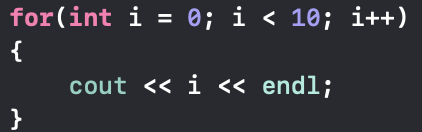 for(int i = 0; i < 10; i++)
{
    cout << i << endl;
}